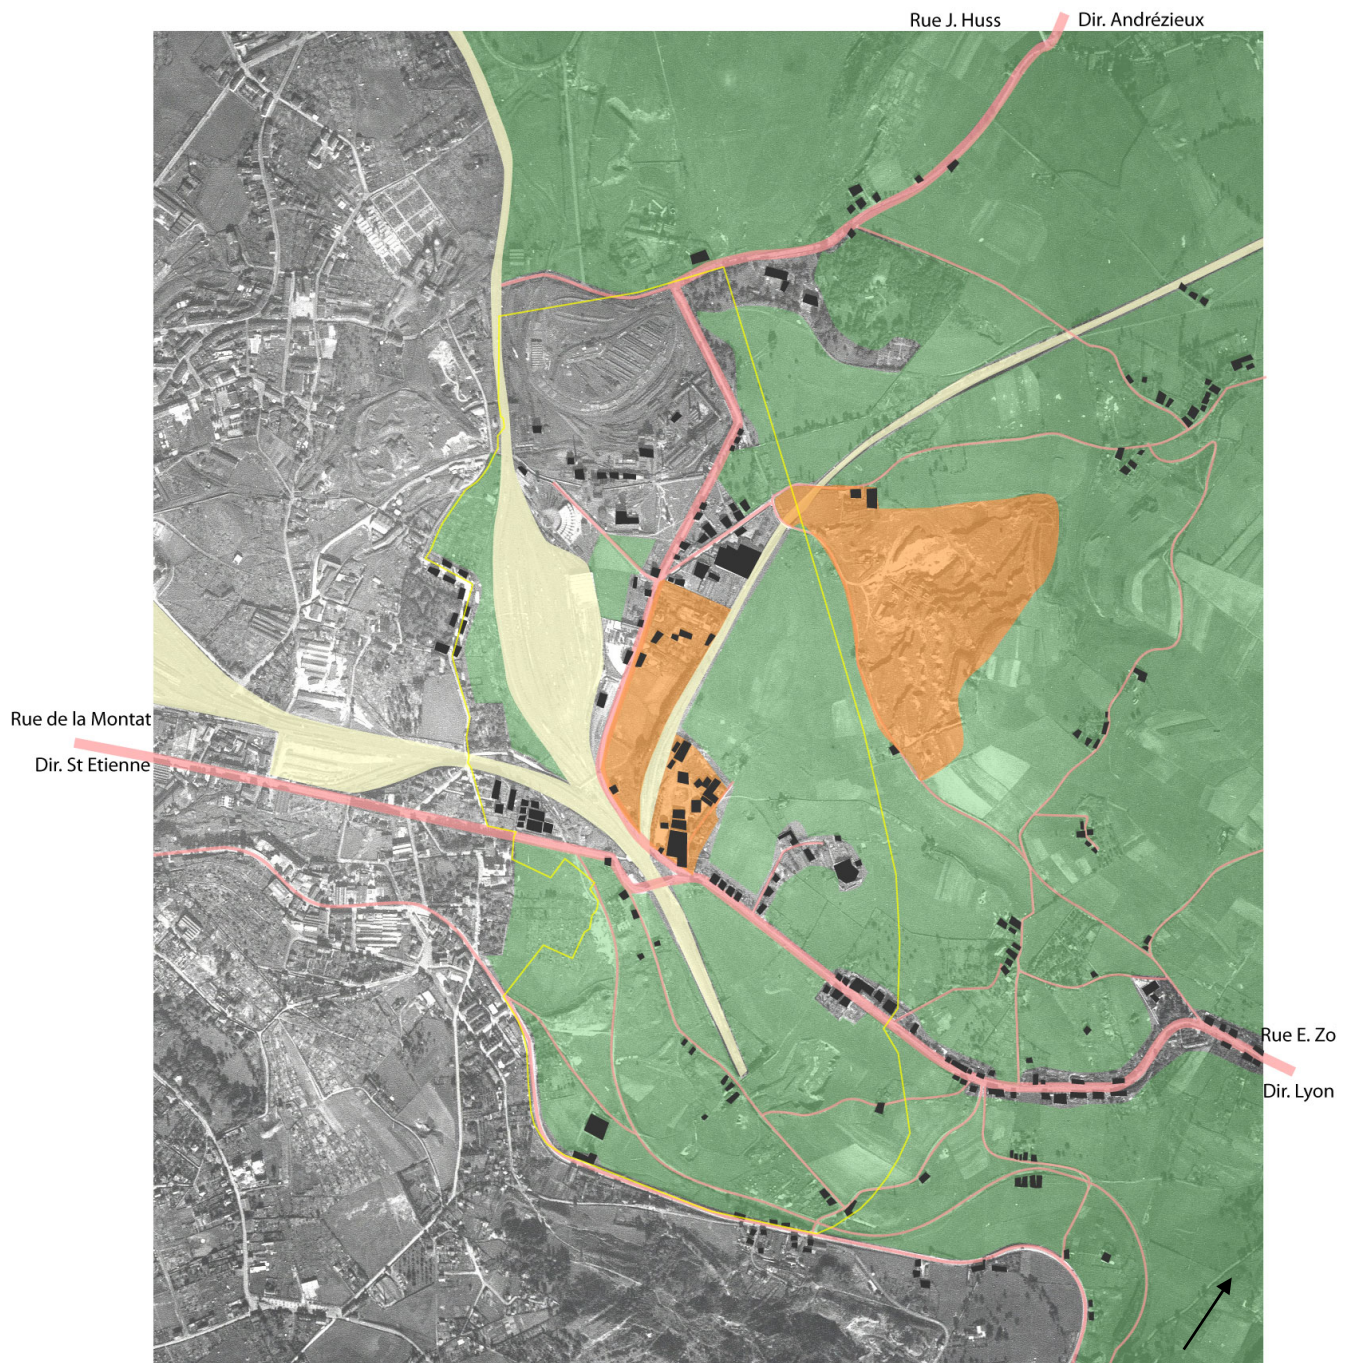 Rue J. Huss
Dir. Andrézieux
Rue de la Montat
Dir. St Etienne
Rue E. Zo
Dir. Lyon